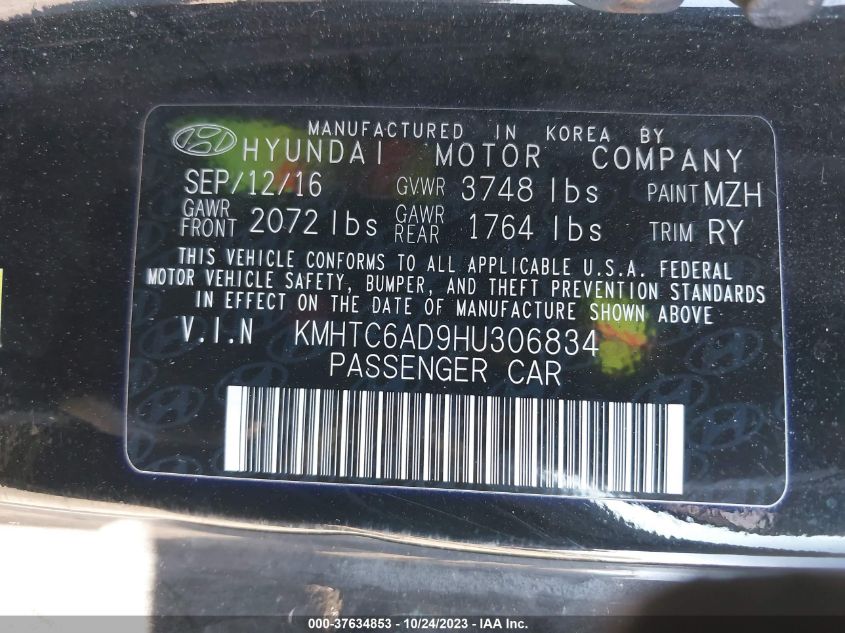 MANUFACTURED IN KOREA BY
HYUNDAI MOTOR COMPANY
SEP/12/16 GVWR 3748 lbs PAINT MZH
GAWR FRONT 2072 lbs GAWR REAR 1764 lbs TRIM RY
THIS VEHICLE CONFORMS TO ALL APPLICABLE U.S.A. FEDERAL
MOTOR VEHICLE SAFETY, BUMPER, AND THEFT PREVENTION STANDARDS
IN EFFECT ON THE DATE OF MANUFACTURE SHOWN ABOVE
V.I.N KMHTC6AD9HU306834
PASSENGER CAR
000-37634853 - 10/24/2023 - IAA Inc.